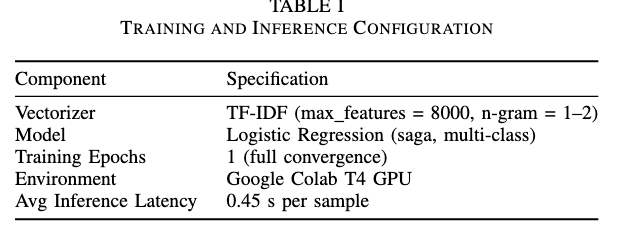 TABLE I
TRAINING AND INFERENCE CONFIGURATION
Component Specification
Vectorizer TF-IDF (max_features = 8000, n-gram = 1–2)
Model Logistic Regression (saga, multi-class)
Training Epochs 1 (full convergence)
Environment Google Colab T4 GPU
Avg Inference Latency 0.45 s per sample